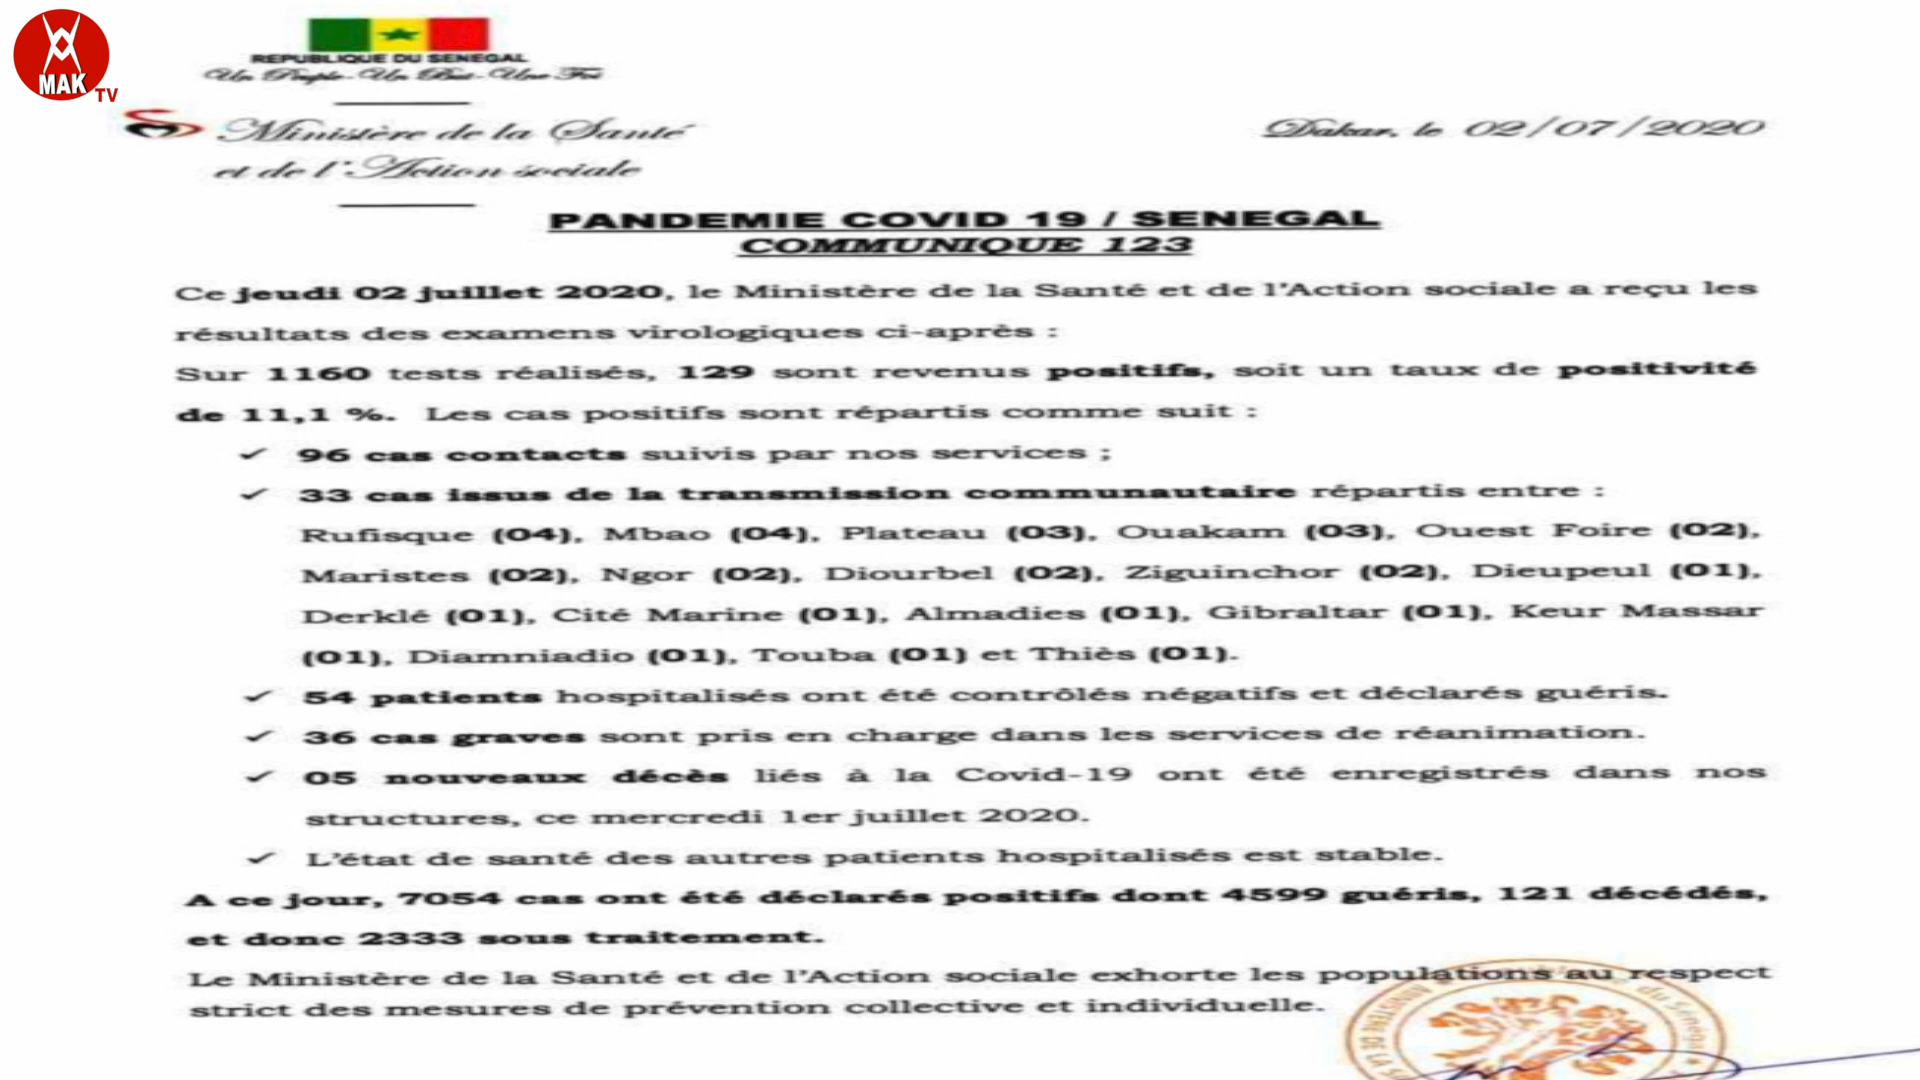 MAK TV
REPUBLIQUE DU SENEGAL
Un Peuple - Un But - Une Foi
Ministère de la Santé
et de l'Action sociale
Dakar, le 02/07/2020
PANDEMIE COVID 19 / SENEGAL
COMMUNIQUE 123
Ce jeudi 02 juillet 2020, le Ministère de la Santé et de l'Action sociale a reçu les
résultats des examens virologiques ci-après :
Sur 1160 tests réalisés, 129 sont revenus positifs, soit un taux de positivité
de 11,1 %. Les cas positifs sont répartis comme suit :
✓ 96 cas contacts suivis par nos services ;
✓ 33 cas issus de la transmission communautaire répartis entre :
Rufisque (04), Mbao (04), Plateau (03), Ouakam (03), Ouest Foire (02),
Maristes (02), Ngor (02), Diourbel (02), Ziguinchor (02), Dieupeul (01),
Derklé (01), Cité Marine (01), Almadies (01), Gibraltar (01), Keur Massar
(01), Diamniadio (01), Touba (01) et Thiès (01).
✓ 54 patients hospitalisés ont été contrôlés négatifs et déclarés guéris.
✓ 36 cas graves sont pris en charge dans les services de réanimation.
✓ 05 nouveaux décès liés à la Covid-19 ont été enregistrés dans nos
structures, ce mercredi 1er juillet 2020.
✓ L'état de santé des autres patients hospitalisés est stable.
A ce jour, 7054 cas ont été déclarés positifs dont 4599 guéris, 121 décédés,
et donc 2333 sous traitement.
Le Ministère de la Santé et de l'Action sociale exhorte les populations au respect
strict des mesures de prévention collective et individuelle.